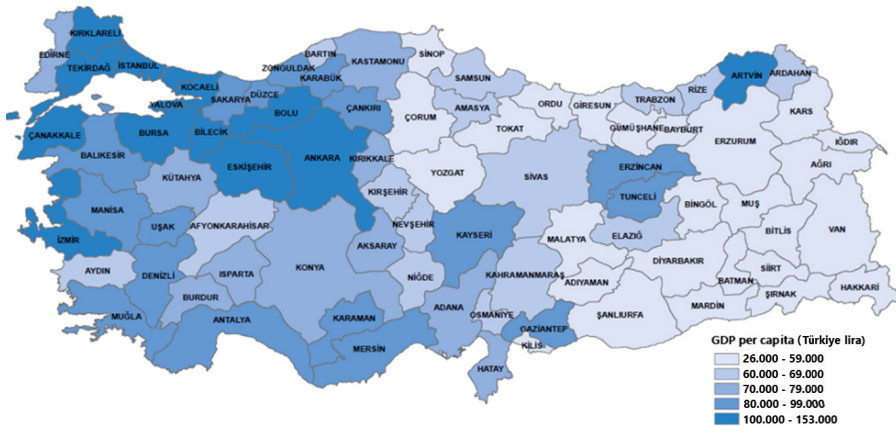 KIRKLARELİ
EDİRNE
TEKİRDAĞ
İSTANBUL
KOCAELİ
YALOVA
SAKARYA
DÜZCE
ZONGULDAK
BARTIN
KARABÜK
KASTAMONU
SİNOP
SAMSUN
ÇANKIRI
BOLU
BİLECİK
BURSA
ÇANAKKALE
BALIKESİR
KÜTAHYA
ESKİŞEHİR
ANKARA
KIRIKKALE
ÇORUM
AMASYA
TOKAT
ORDU
GİRESUN
TRABZON
RİZE
ARTVİN
ARDAHAN
KARS
GÜMÜŞHANE
BAYBURT
ERZURUM
IĞDIR
AĞRI
ERZİNCAN
TUNCELİ
SİVAS
YOZGAT
KIRŞEHİR
NEVŞEHİR
KAYSERİ
MANİSA
UŞAK
AFYONKARAHİSAR
İZMİR
AYDIN
DENİZLİ
ISPARTA
BURDUR
KONYA
AKSARAY
NİĞDE
MUĞLA
ANTALYA
KARAMAN
MERSİN
ADANA
OSMANİYE
HATAY
KAHRAMANMARAŞ
GAZİANTEP
KİLİS
MALATYA
ADIYAMAN
ŞANLIURFA
ELAZIĞ
BİNGÖL
MUŞ
BİTLİS
VAN
DİYARBAKIR
BATMAN
SİİRT
MARDİN
ŞIRNAK
HAKKARİ
GDP per capita (Türkiye lira)
26.000 - 59.000
60.000 - 69.000
70.000 - 79.000
80.000 - 99.000
100.000 - 153.000